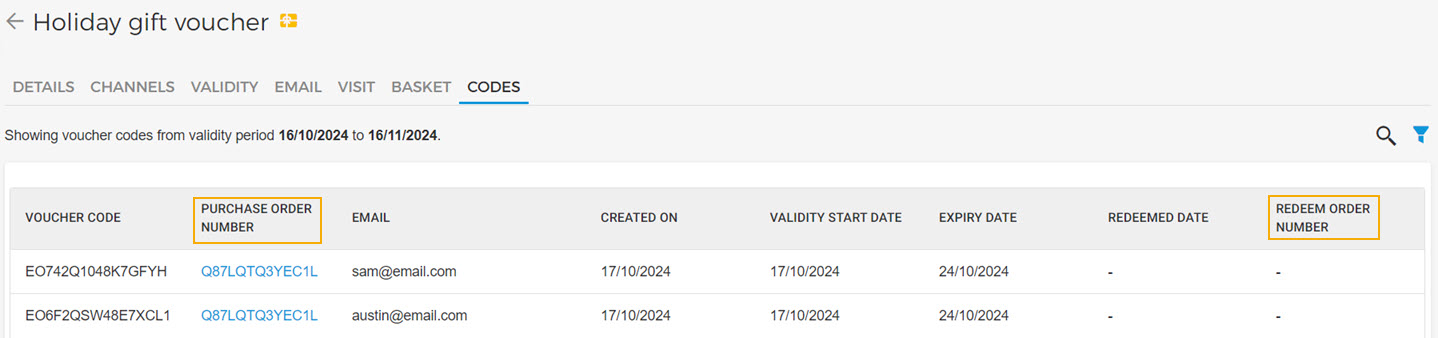 Holiday gift voucher
DETAILS CHANNELS VALIDITY EMAIL VISIT BASKET CODES
Showing voucher codes from validity period 16/10/2024 to 16/11/2024.
VOUCHER CODE PURCHASE ORDER NUMBER EMAIL CREATED ON VALIDITY START DATE EXPIRY DATE REDEEMED DATE REDEEM ORDER NUMBER
EO742Q1048K7GFYH Q87LQTQ3YEC1L sam@email.com 17/10/2024 17/10/2024 24/10/2024 - -
EO6F2QSW48E7XCL1 Q87LQTQ3YEC1L austin@email.com 17/10/2024 17/10/2024 24/10/2024 - -